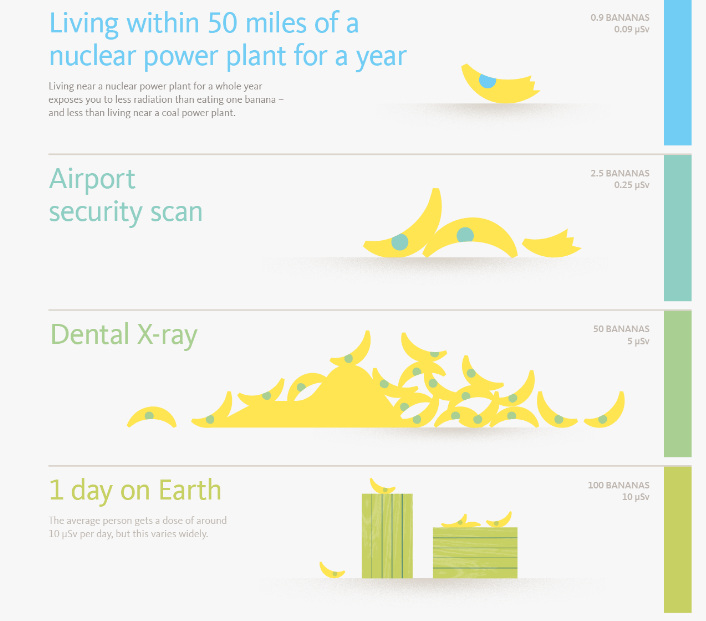 Living within 50 miles of a
nuclear power plant for a year
0.9 BANANAS
0.09 µSv
Living near a nuclear power plant for a whole year
exposes you to less radiation than eating one banana –
and less than living near a coal power plant.
Airport
security scan
2.5 BANANAS
0.25 µSv
Dental X-ray
50 BANANAS
5 µSv
1 day on Earth
100 BANANAS
10 µSv
The average person gets a dose of around
10 µSv per day, but this varies widely.